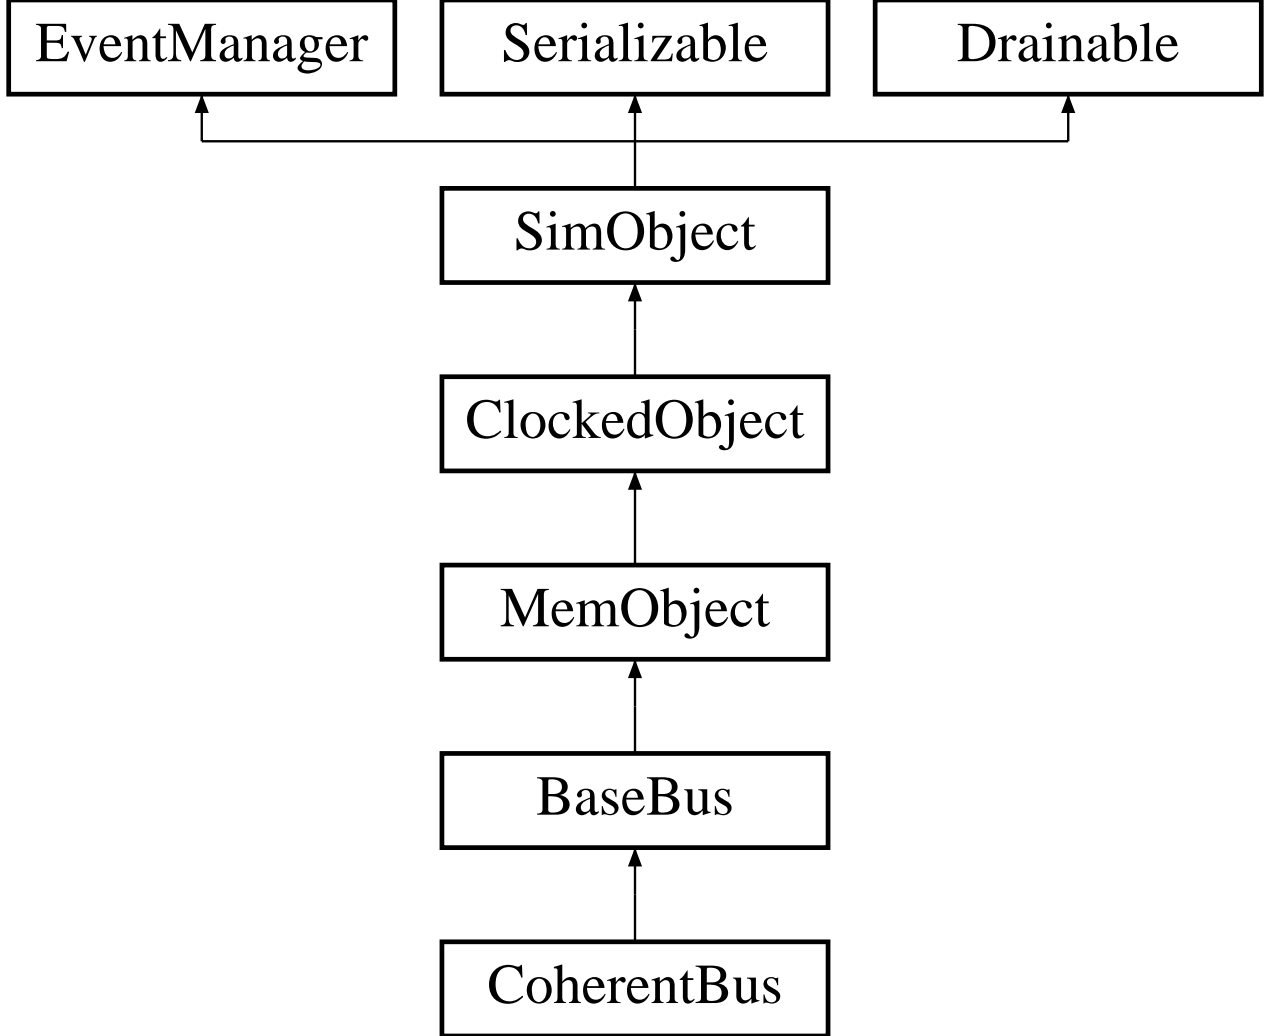 EventManager
Serializable
Drainable
SimObject
ClockedObject
MemObject
BaseBus
CoherentBus